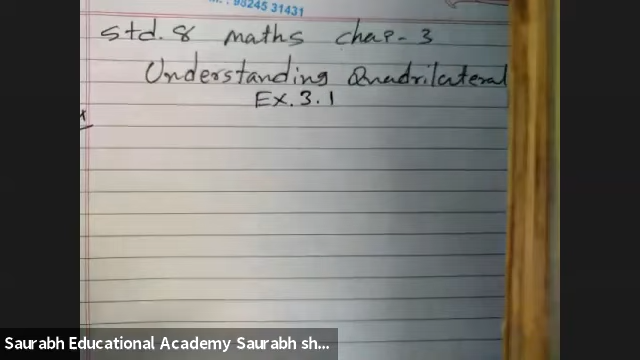 98245 31431
std. 8 maths chap - 3
Understanding Quadrilateral
Ex. 3.1
Saurabh Educational Academy Saurabh sh...